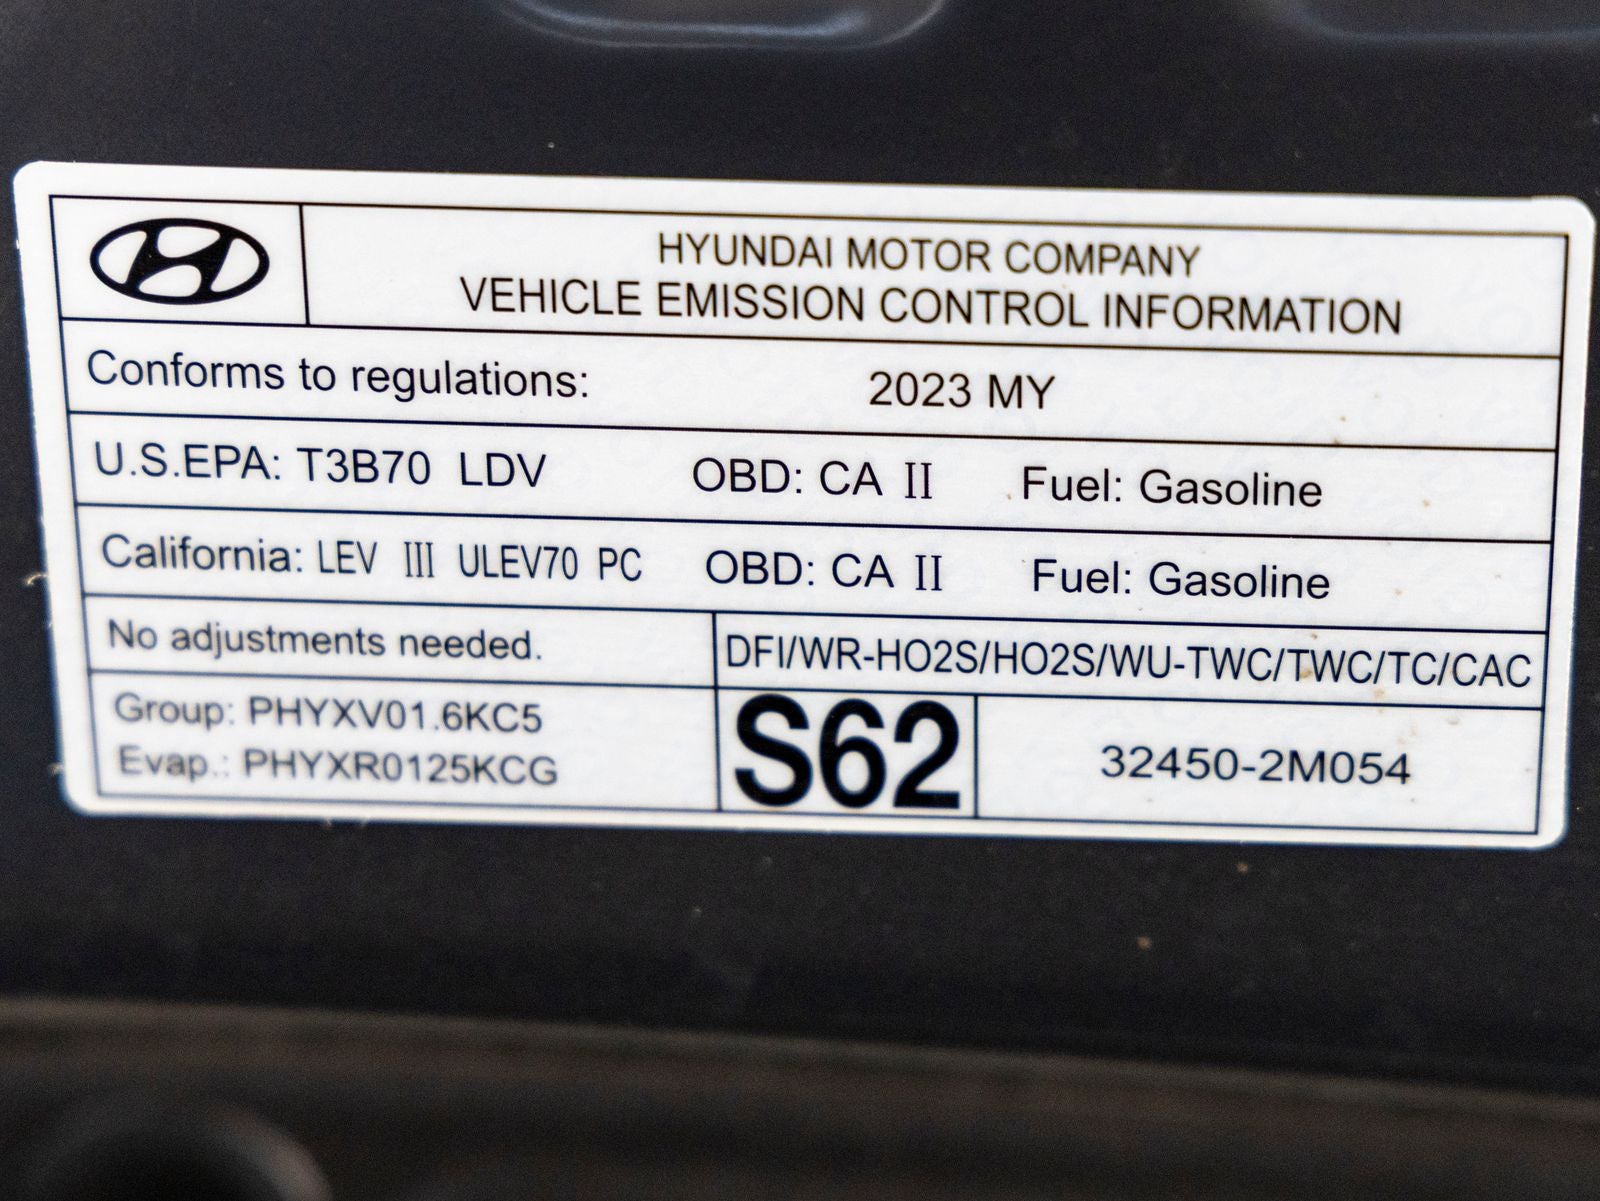 HYUNDAI MOTOR COMPANY
VEHICLE EMISSION CONTROL INFORMATION
Conforms to regulations: 2023 MY
U.S.EPA: T3B70 LDV OBD: CA II Fuel: Gasoline
California: LEV III ULEV70 PC OBD: CA II Fuel: Gasoline
No adjustments needed. DFI/WR-HO2S/HO2S/WU-TWC/TWC/TC/CAC
Group: PHYXV01.6KC5
Evap.: PHYXR0125KCG
S62
32450-2M054